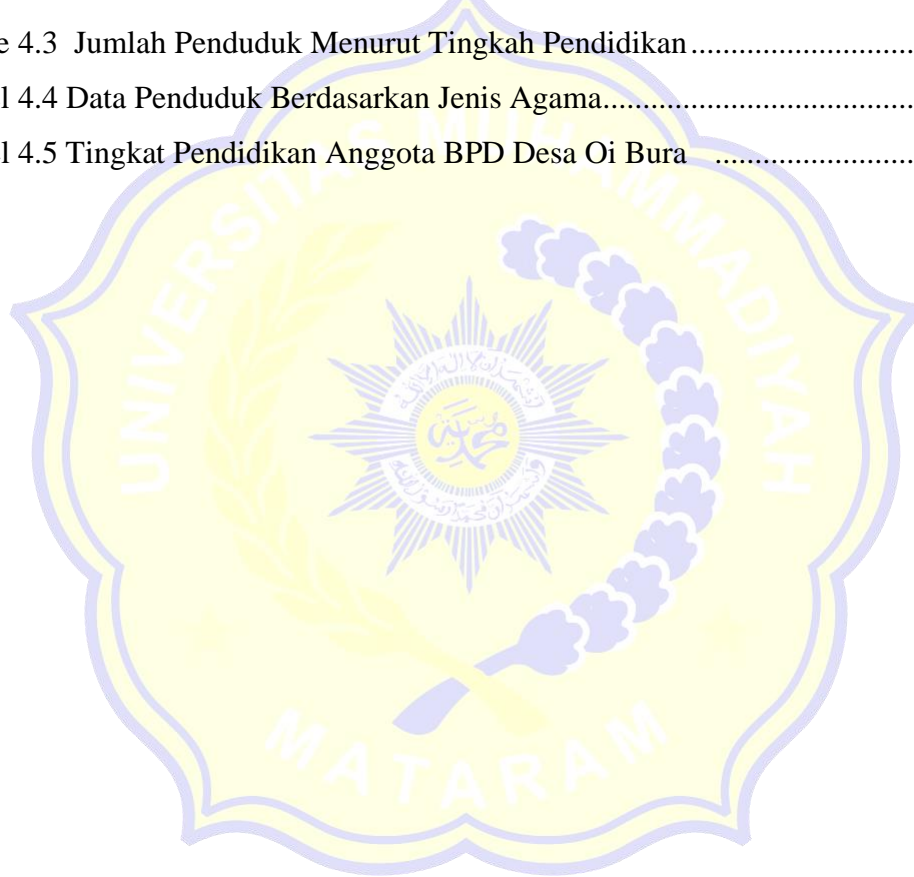 e 4.3 Jumlah Penduduk Menurut Tingkah Pendidikan............................
l 4.4 Data Penduduk Berdasarkan Jenis Agama....................................
l 4.5 Tingkat Pendidikan Anggota BPD Desa Oi Bura ........................
UNIVERSITAS MUHAMMADIYAH
MATARAM